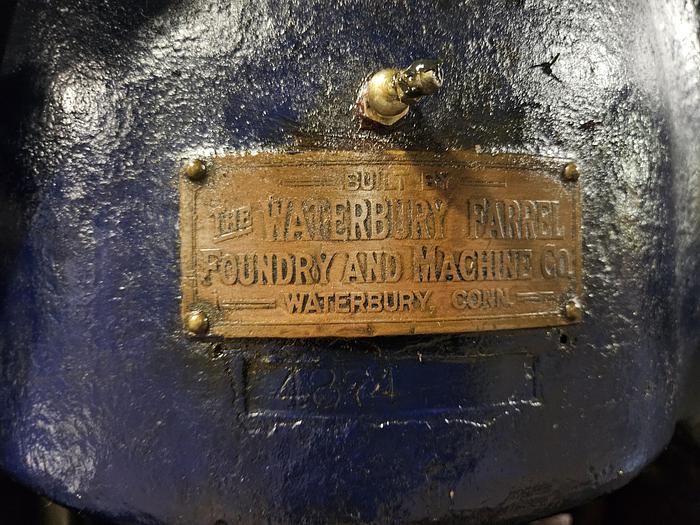 BUILT BY
THE WATERBURY FARREL
FOUNDRY AND MACHINE CO.
WATERBURY, CONN.